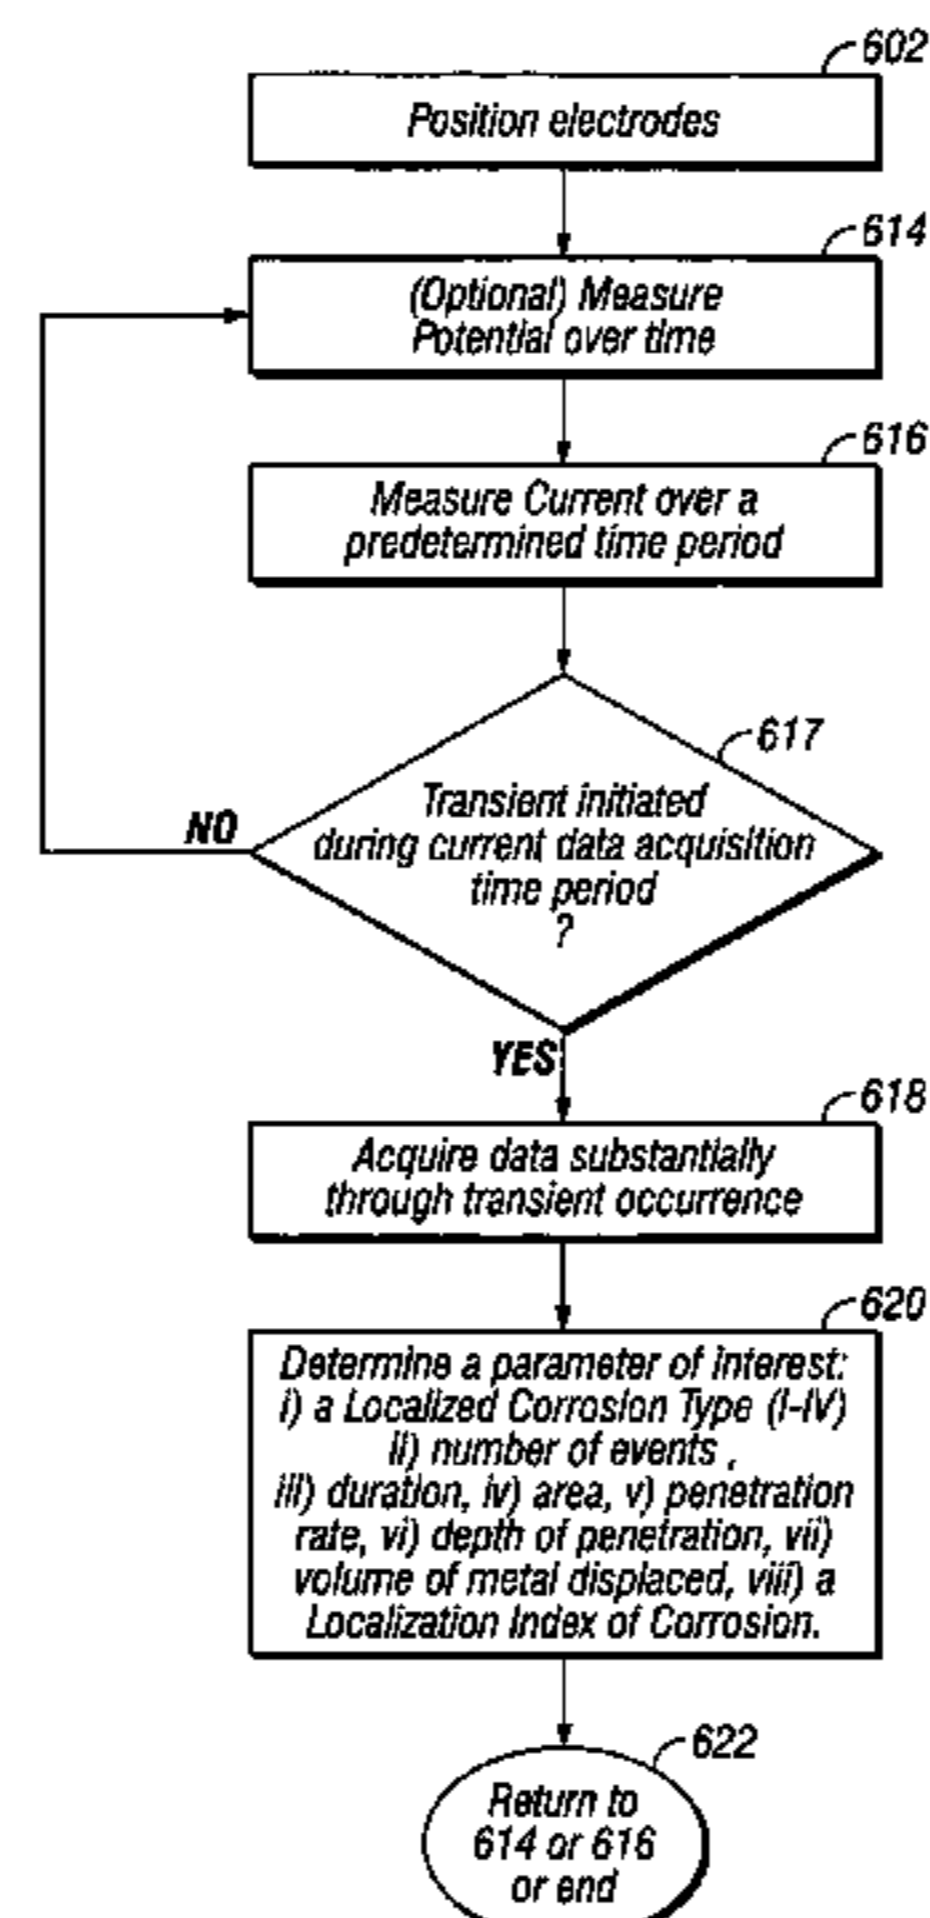 602
Position electrodes
614
(Optional) Measure
Potential over time
616
Measure Current over a
predetermined time period
617
Transient initiated
during current data acquisition
time period
?
NO
YES
618
Acquire data substantially
through transient occurrence
620
Determine a parameter of interest:
i) a Localized Corrosion Type (I-IV)
ii) number of events ,
iii) duration, iv) area, v) penetration
rate, vi) depth of penetration, vii)
volume of metal displaced, viii) a
Localization Index of Corrosion.
622
Return to
614 or 616
or end